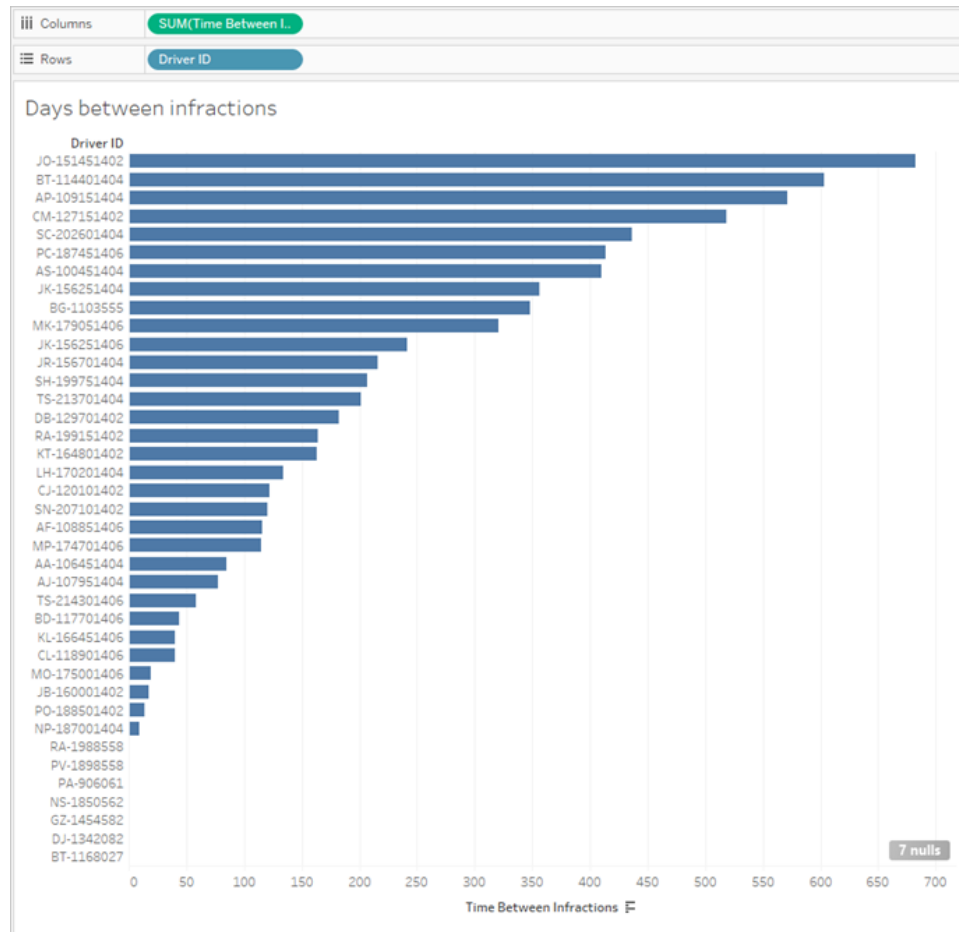 Columns SUM(Time Between I..
Rows Driver ID
Days between infractions
Driver ID
JO-151451402
BT-114401404
AP-109151404
CM-127151402
SC-202601404
PC-187451406
AS-100451404
JK-156251404
BG-1103555
MK-179051406
JK-156251406
JR-156701404
SH-199751404
TS-213701404
DB-129701402
RA-199151402
KT-164801402
LH-170201404
CJ-120101402
SN-207101402
AF-108851406
MP-174701406
AA-106451404
AJ-107951404
TS-214301406
BD-117701406
KL-166451406
CL-118901406
MO-175001406
JB-160001402
PO-188501402
NP-187001404
RA-1988558
PV-1898558
PA-906061
NS-1850562
GZ-1454582
DJ-1342082
BT-1168027
7 nulls
0 50 100 150 200 250 300 350 400 450 500 550 600 650 700
Time Between Infractions